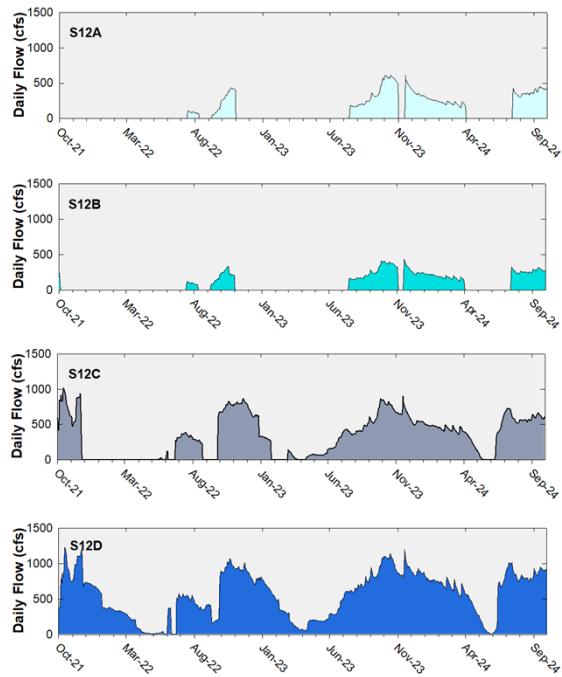 1500
S12A
1000
500
0
Daily Flow (cfs)
Oct-21 Mar-22 Aug-22 Jan-23 Jun-23 Nov-23 Apr-24 Sep-24
1500
S12B
1000
500
0
Daily Flow (cfs)
Oct-21 Mar-22 Aug-22 Jan-23 Jun-23 Nov-23 Apr-24 Sep-24
1500
S12C
1000
500
0
Daily Flow (cfs)
Oct-21 Mar-22 Aug-22 Jan-23 Jun-23 Nov-23 Apr-24 Sep-24
1500
S12D
1000
500
0
Daily Flow (cfs)
Oct-21 Mar-22 Aug-22 Jan-23 Jun-23 Nov-23 Apr-24 Sep-24